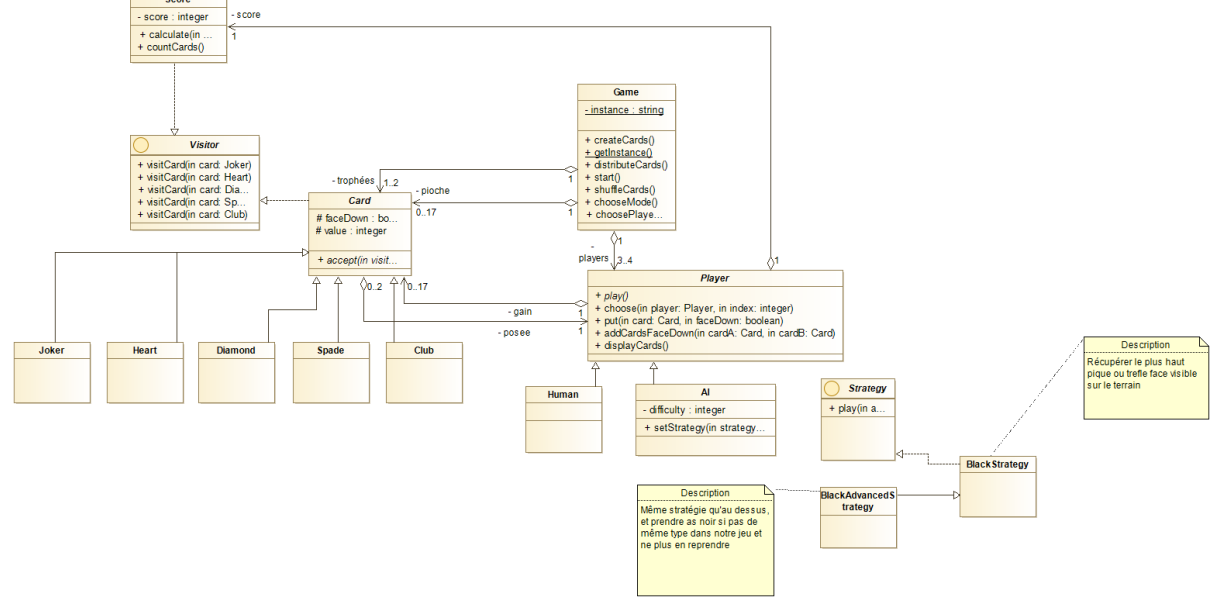 Score
- score : integer
+ calculate(in ...
+ countCards()
- score
1
Game
- instance : string
+ createCards()
+ getInstance()
+ distributeCards()
+ start()
+ shuffleCards()
+ chooseMode()
+ choosePlaye...
Visitor
+ visitCard(in card: Joker)
+ visitCard(in card: Heart)
+ visitCard(in card: Dia...
+ visitCard(in card: Sp...
+ visitCard(in card: Club)
- trophées
1..2
1
- pioche
0..17
1
Card
# faceDown : bo...
# value : integer
+ accept(in visit...
1
-
players
3..4
1
Player
+ play()
+ choose(in player: Player, in index: integer)
+ put(in card: Card, in faceDown: boolean)
+ addCardsFaceDown(in cardA: Card, in cardB: Card)
+ displayCards()
0..2
0..17
- gain
1
- posee
1
Joker
Heart
Diamond
Spade
Club
Human
AI
- difficulty : integer
+ setStrategy(in strategy...
Strategy
+ play(in a...
Description
Récupérer le plus haut
pique ou trefle face visible
sur le terrain
BlackStrategy
BlackAdvancedS
trategy
Description
Même stratégie qu'au dessus,
et prendre as noir si pas de
même type dans notre jeu et
ne plus en reprendre